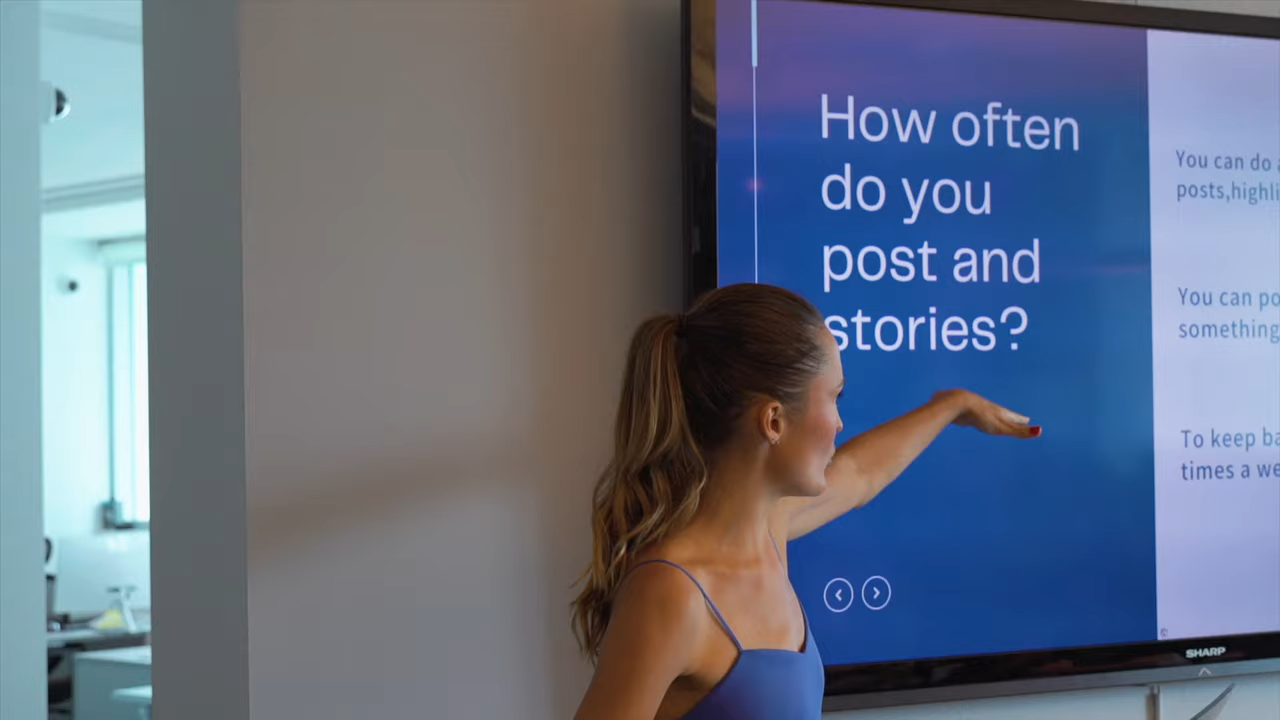 How often
do you
post and
stories?
You can do
posts,highli
You can po
something
To keep ba
times a we
SHARP